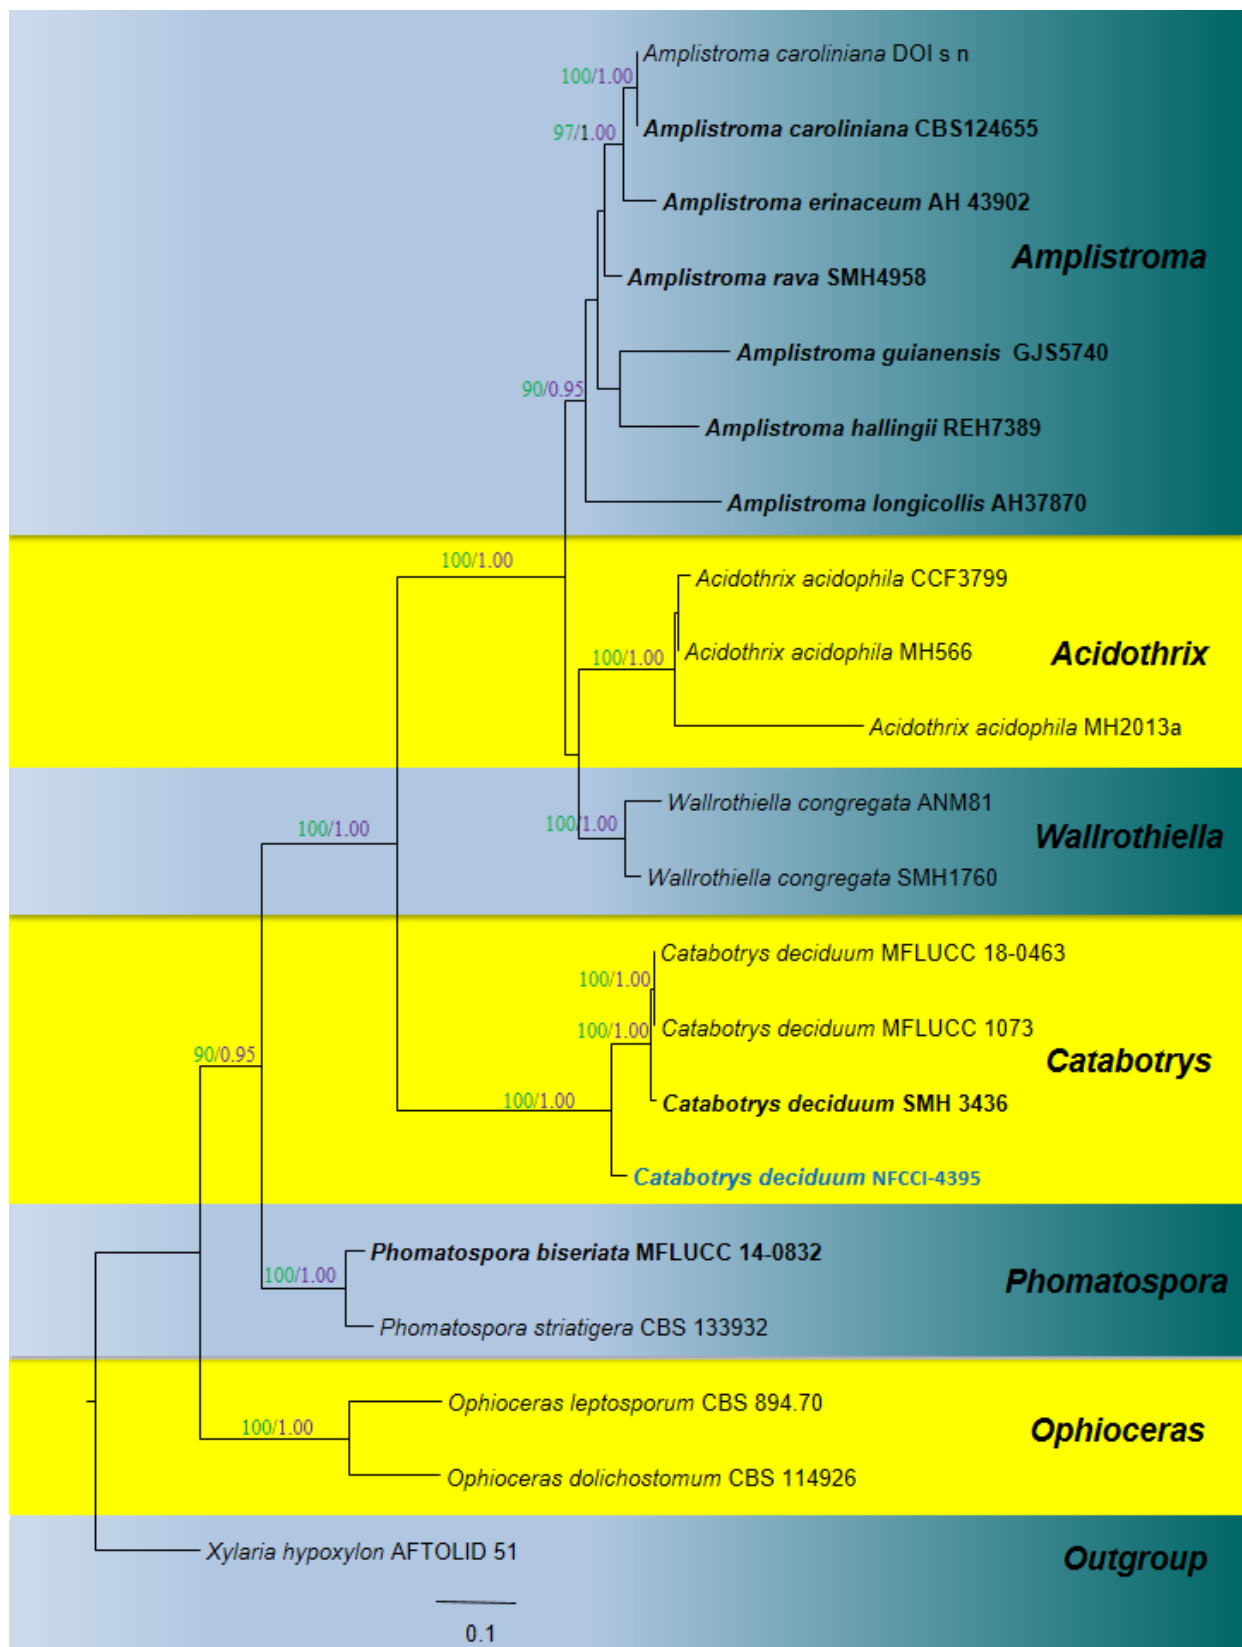 Amplistroma caroliniana DOI s n
100/1.00
Amplistroma caroliniana CBS124655
97/1.00
Amplistroma erinaceum AH 43902
Amplistroma
Amplistroma rava SMH4958
Amplistroma guianensis GJS5740
90/0.95
Amplistroma hallingii REH7389
Amplistroma longicollis AH37870
100/1.00
Acidothrix acidophila CCF3799
Acidothrix acidophila MH566
100/1.00
Acidothrix
Acidothrix acidophila MH2013a
Wallrothiella congregata ANM81
100/1.00
100/1.00
Wallrothiella
Wallrothiella congregata SMH1760
Catabotrys deciduum MFLUCC 18-0463
100/1.00
Catabotrys deciduum MFLUCC 1073
100/1.00
90/0.95
Catabotrys
100/1.00
Catabotrys deciduum SMH 3436
Catabotrys deciduum NFCCI-4395
Phomatospora biseriata MFLUCC 14-0832
100/1.00
Phomatospora
Phomatospora striatigera CBS 133932
Ophioceras leptosporum CBS 894.70
100/1.00
Ophioceras
Ophioceras dolichostomum CBS 114926
Xylaria hypoxylon AFTOLID 51
Outgroup
0.1